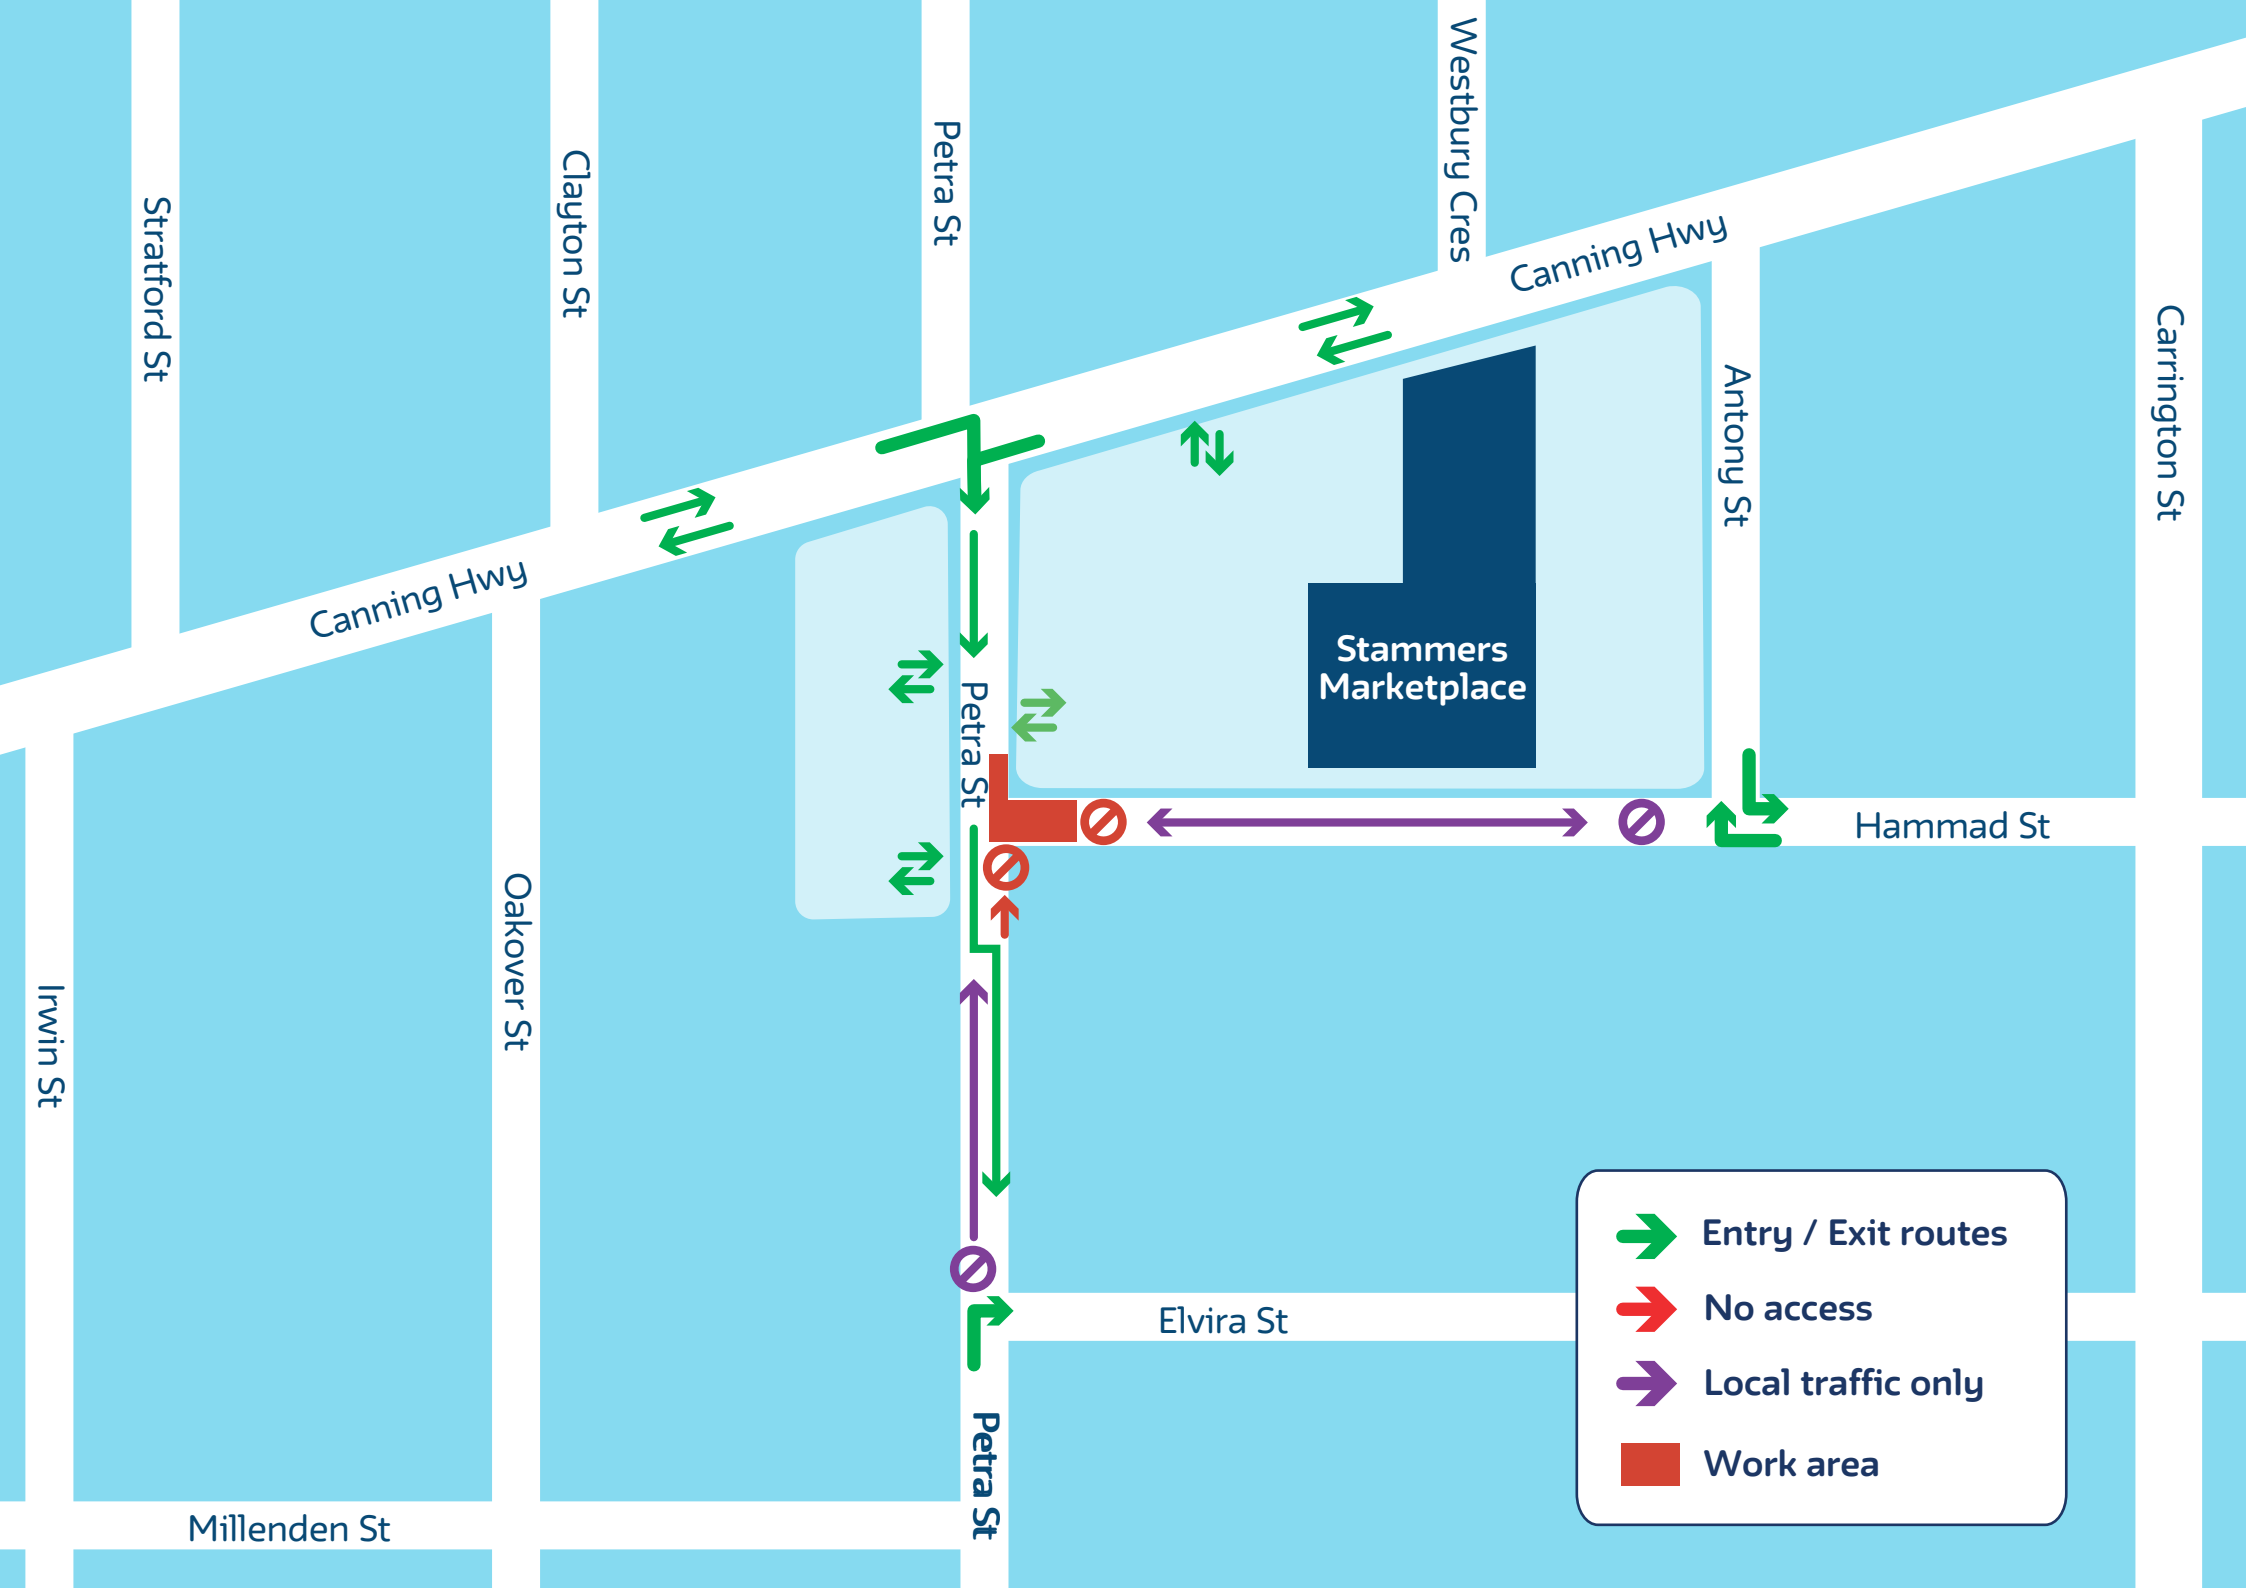 Westbury Cres
Petra St
Clayton St
Stratford St
Canning Hwy
Carrington St
Antony St
Canning Hwy
Stammers
Marketplace
Petra St
Hammad St
Oakover St
Irwin St
Elvira St
Petra St
Millenden St
Entry / Exit routes
No access
Local traffic only
Work area